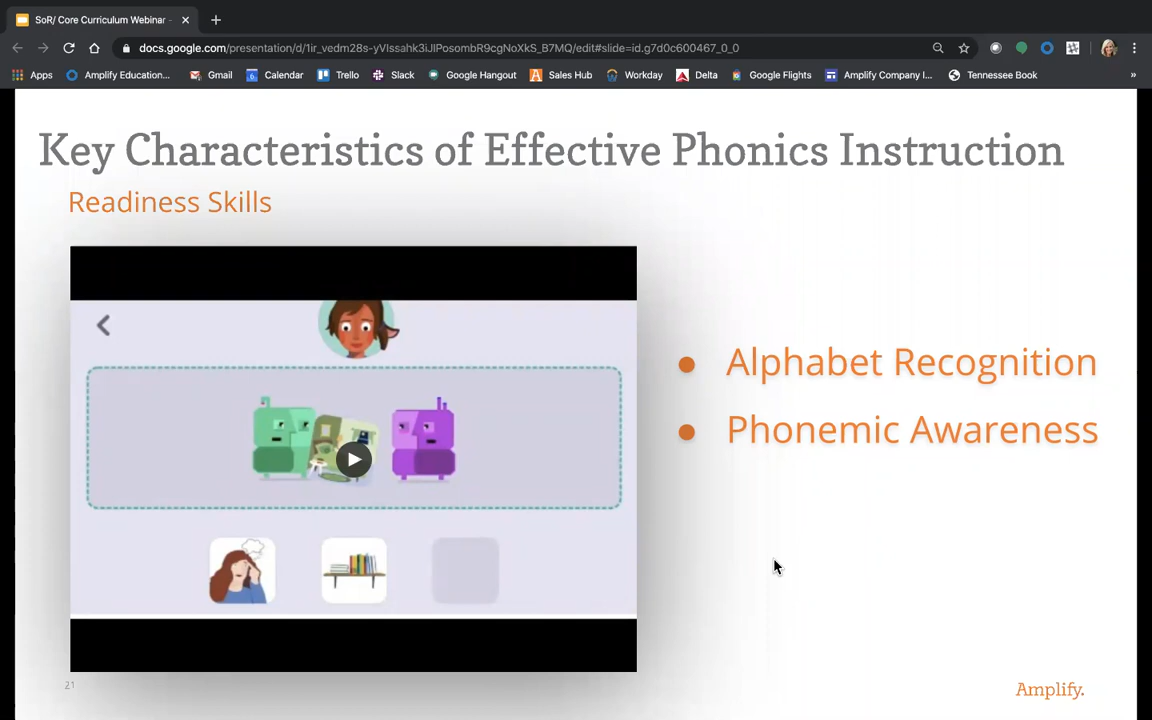 SoR/ Core Curriculum Webinar -
docs.google.com/presentation/d/1ir_vedm28s-yVIssahk3iJlPosombR9cgNoXkS_B7MQ/edit#slide=id.g7d0c600467_0_0
Apps Amplify Education... Gmail Calendar Trello Slack Google Hangout Sales Hub Workday Delta Google Flights Amplify Company I... Tennessee Book »
Key Characteristics of Effective Phonics Instruction
Readiness Skills
● Alphabet Recognition
● Phonemic Awareness
21
Amplify.